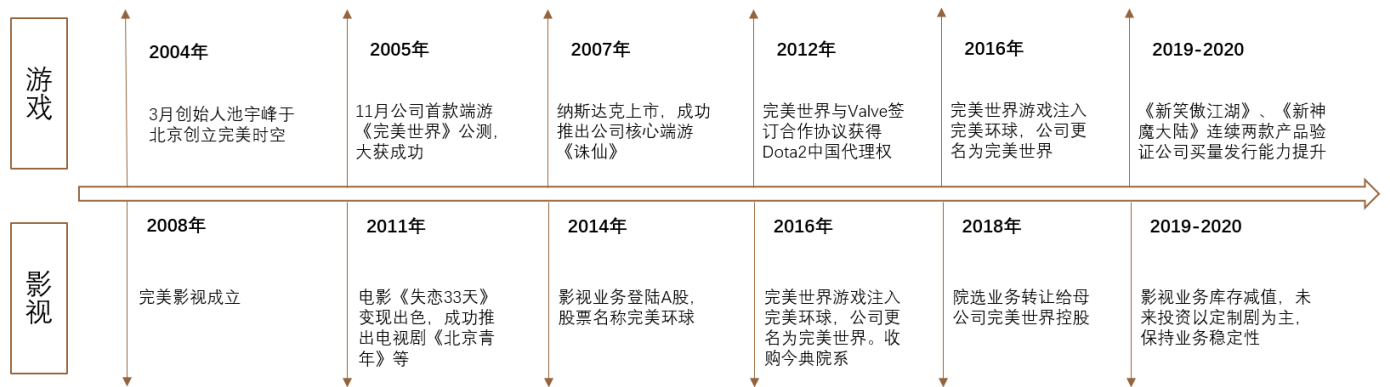 游戏
2004年
3月创始人池宇峰于
北京创立完美时空
2005年
11月公司首款端游
《完美世界》公测，
大获成功
2007年
纳斯达克上市，成功
推出公司核心端游
《诛仙》
2012年
完美世界与Valve签
订合作协议获得
Dota2中国代理权
2016年
完美世界游戏注入
完美环球，公司更
名为完美世界
2019-2020
《新笑傲江湖》、《新神
魔大陆》连续两款产品验
证公司买量发行能力提升
影视
2008年
完美影视成立
2011年
电影《失恋33天》
变现出色，成功推
出电视剧《北京青
年》等
2014年
影视业务登陆A股，
股票名称完美环球
2016年
完美世界游戏注入
完美环球，公司更
名为完美世界。收
购今典院系
2018年
院选业务转让给母
公司完美世界控股
2019-2020
影视业务库存减值，未
来投资以定制剧为主，
保持业务稳定性